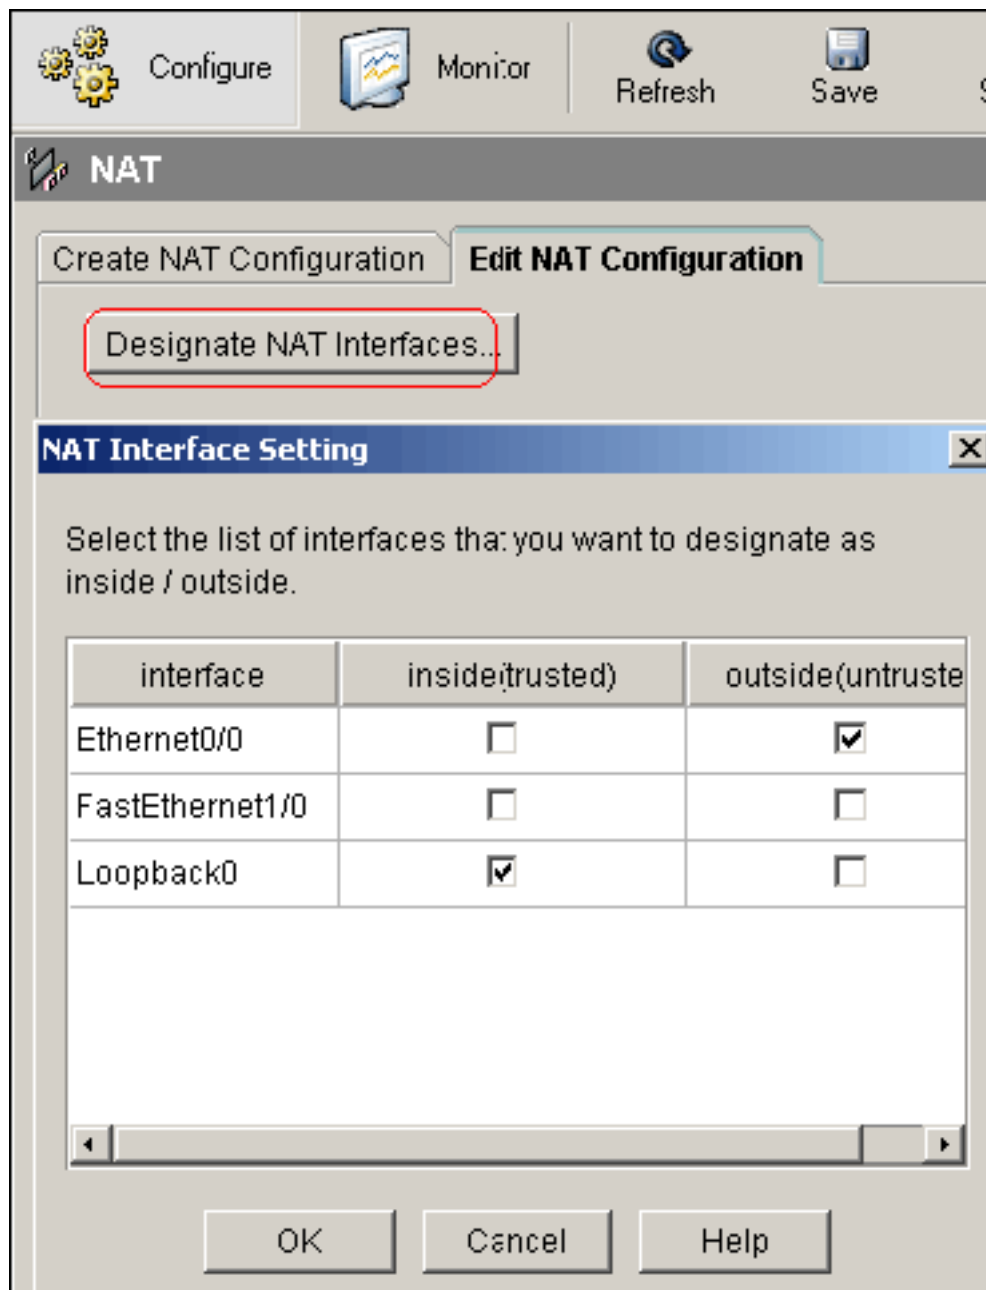 Configure Monitor Refresh Save
NAT
Create NAT Configuration Edit NAT Configuration
Designate NAT Interfaces...
NAT Interface Setting
Select the list of interfaces that you want to designate as
inside / outside.
interface inside(trusted) outside(untruste
Ethernet0/0
FastEthernet1/0
Loopback0
OK Cancel Help